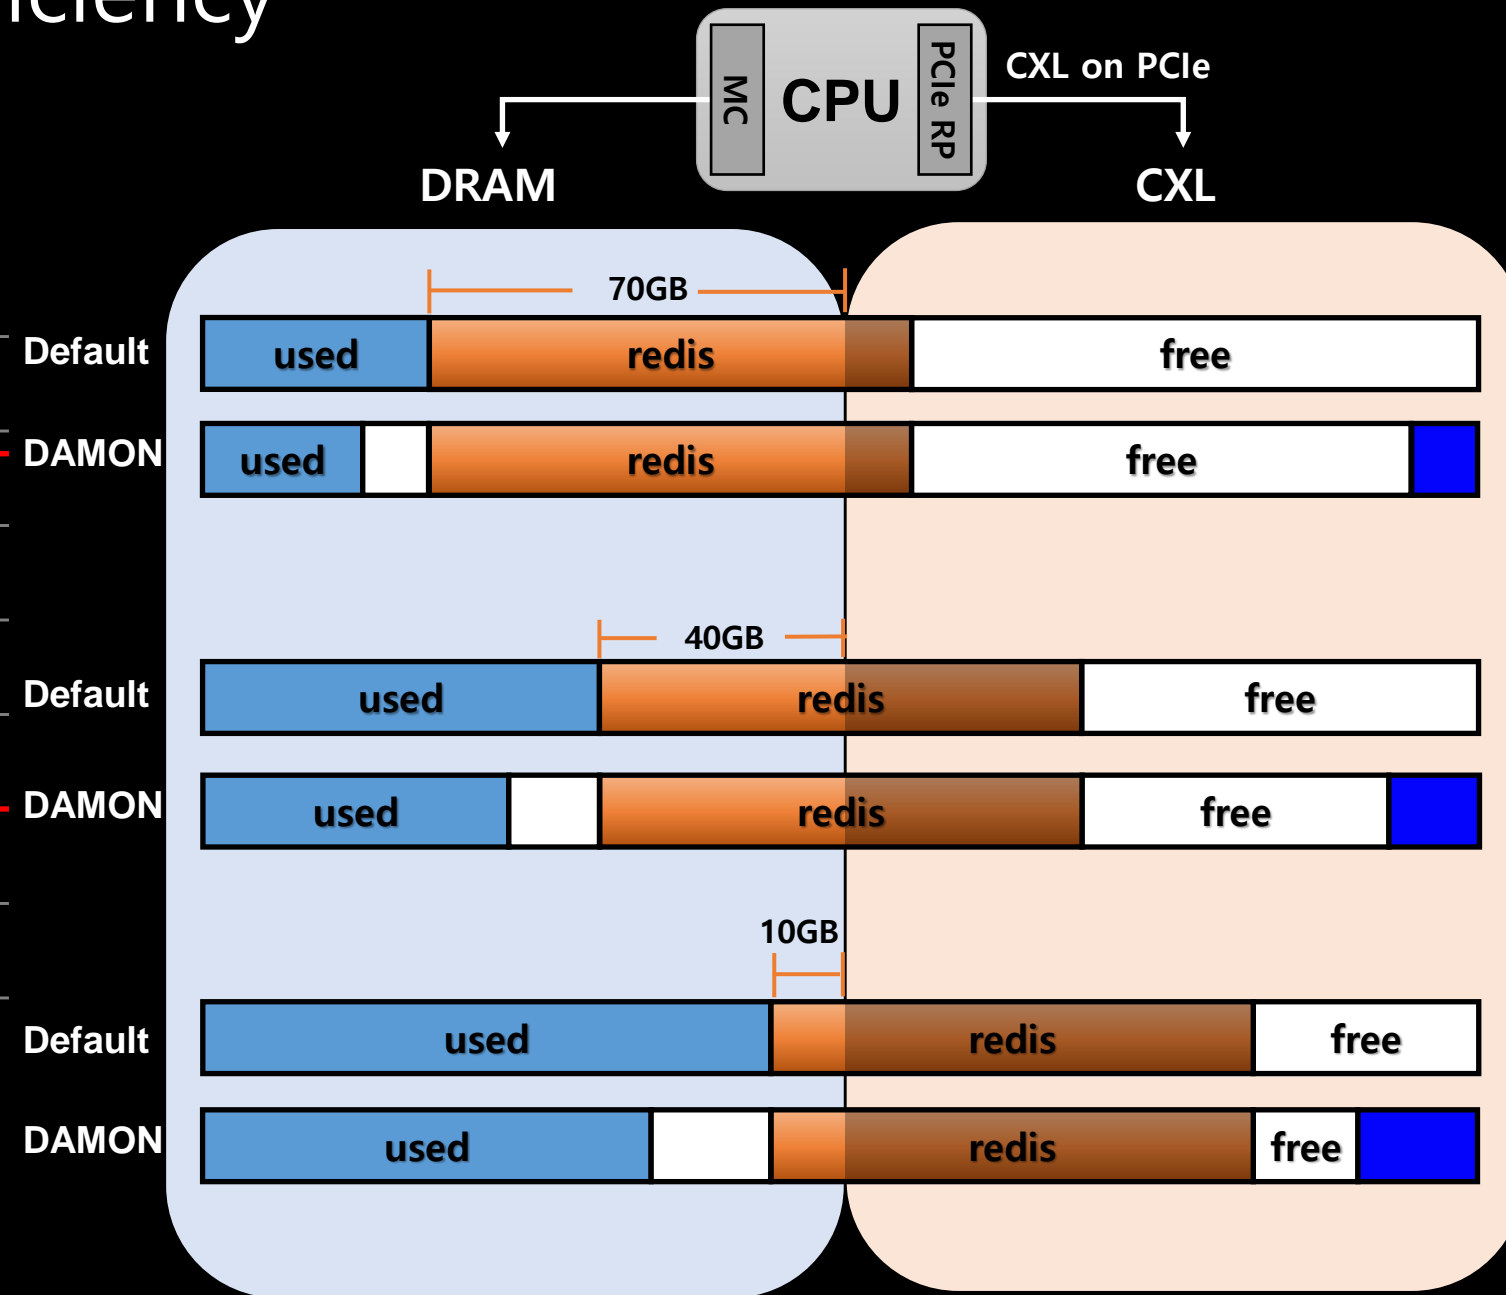 MC
CPU
PCIe RP
CXL on PCIe
DRAM
CXL
70GB
Default
used
redis
free
DAMON
used
redis
free
40GB
Default
used
redis
free
DAMON
used
redis
free
10GB
Default
used
redis
free
DAMON
used
redis
free